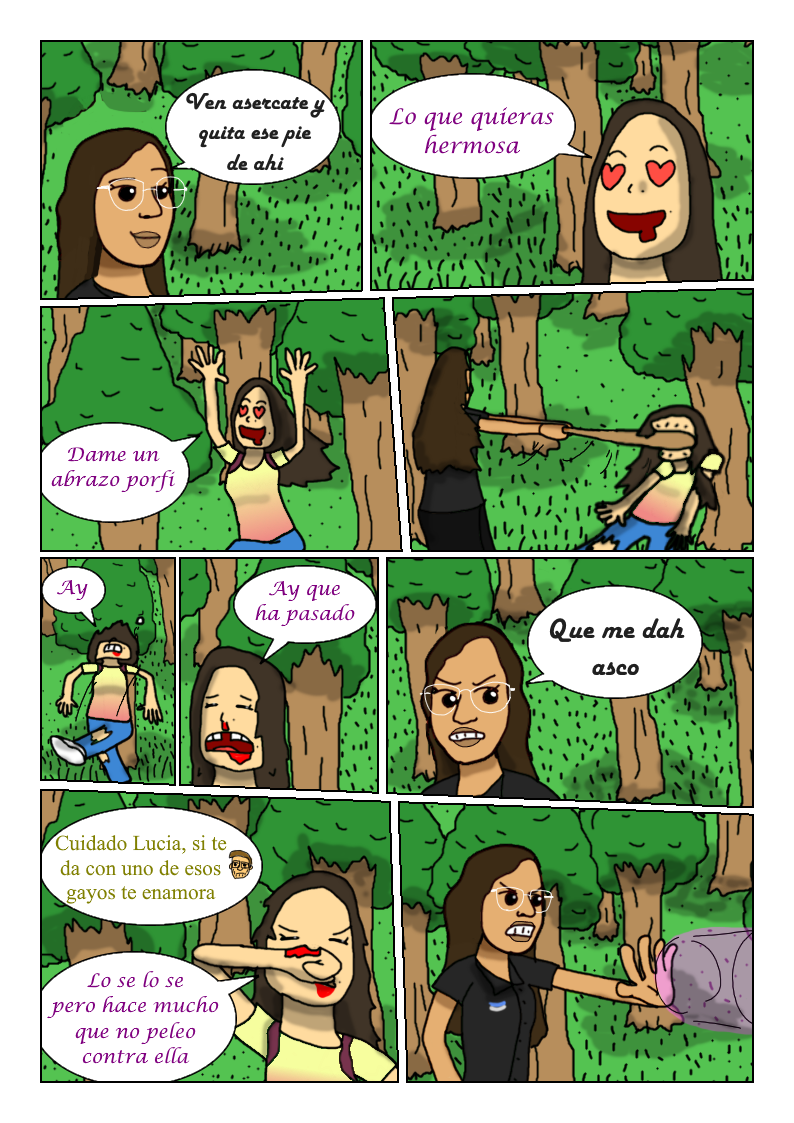 Ven asercate y
quita ese pie
de ahi
Lo que quieras
hermosa
Dame un
abrazo porfi
Ay
Ay que
ha pasado
Que me dah
asco
Cuidado Lucia, si te
da con uno de esos
gayos te enamora
Lo se lo se
pero hace mucho
que no peleo
contra ella